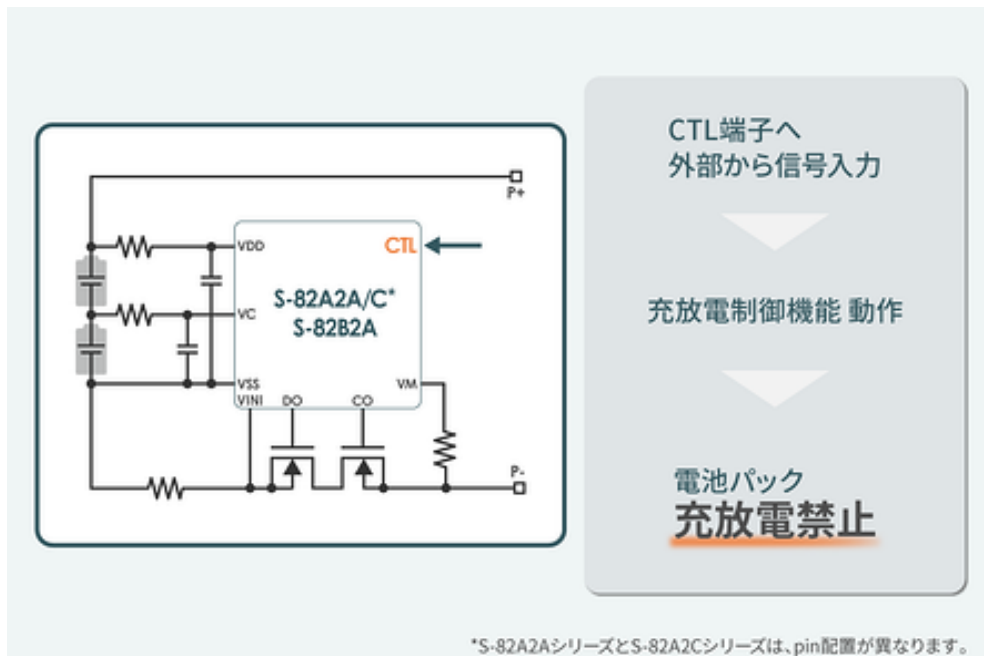 P+
VDD
CTL
S-82A2A/C*
S-82B2A
VC
VSS
VM
VINI
DO
CO
P-
CTL端子へ
外部から信号入力
充放電制御機能 動作
電池パック
充放電禁止
*S-82A2AシリーズとS-82A2Cシリーズは、pin配置が異なります。